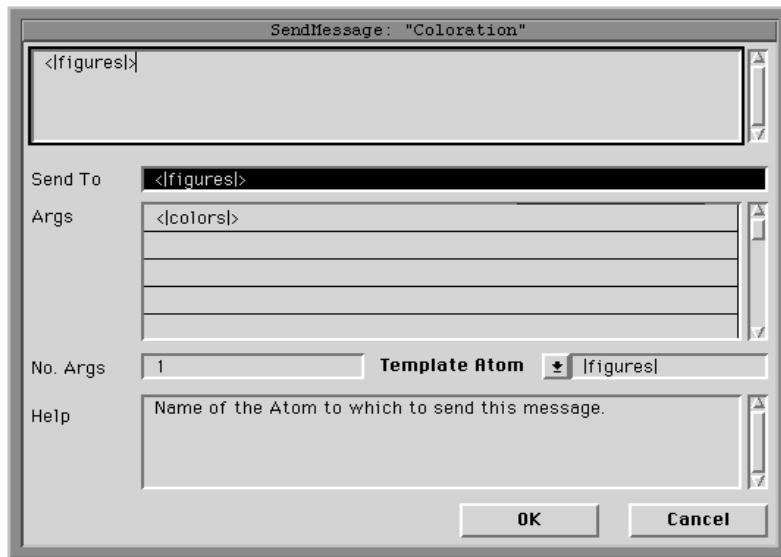 SendMessage: "Coloration"
<|figures|>
Send To
<|figures|>
Args
<|colors|>
No. Args
1
Template Atom
|figures|
Help
Name of the Atom to which to send this message.
OK
Cancel